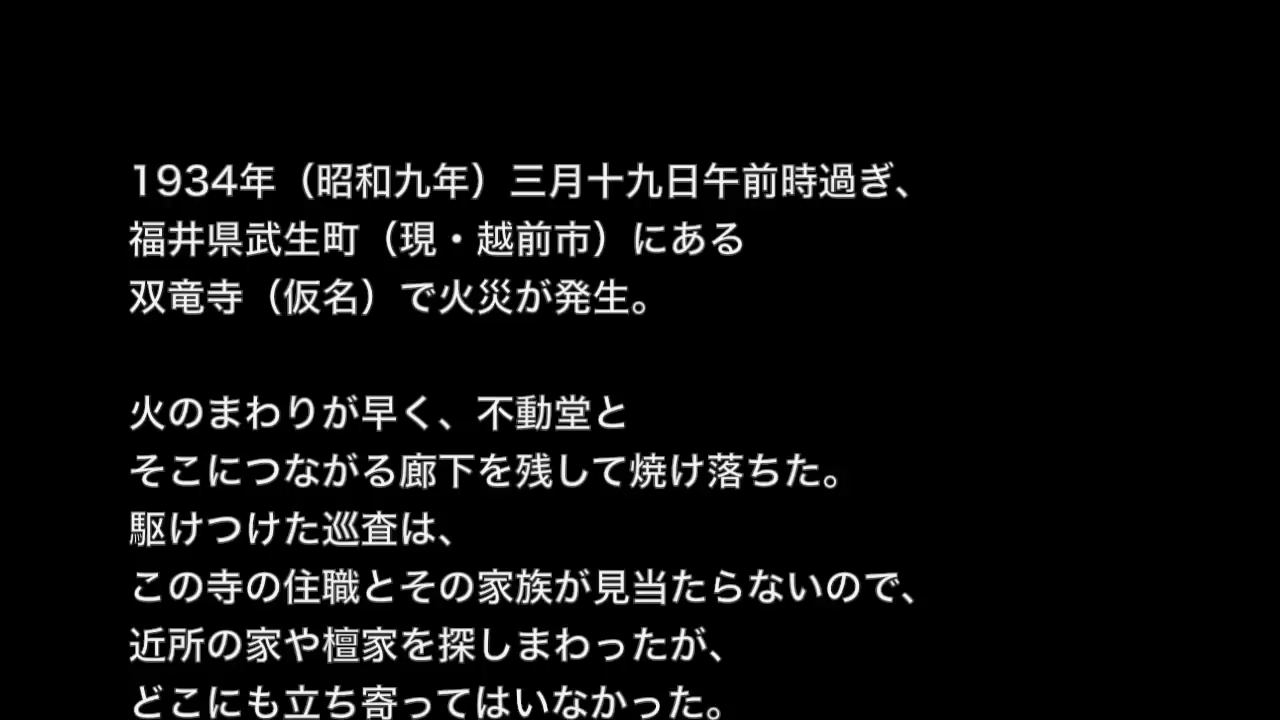 1934年（昭和九年）三月十九日午前時過ぎ、
福井県武生町（現・越前市）にある
双竜寺（仮名）で火災が発生。
火のまわりが早く、不動堂と
そこにつながる廊下を残して焼け落ちた。
駆けつけた巡査は、
この寺の住職とその家族が見当たらないので、
近所の家や檀家を探しまわったが、
どこにも立ち寄ってはいなかった。